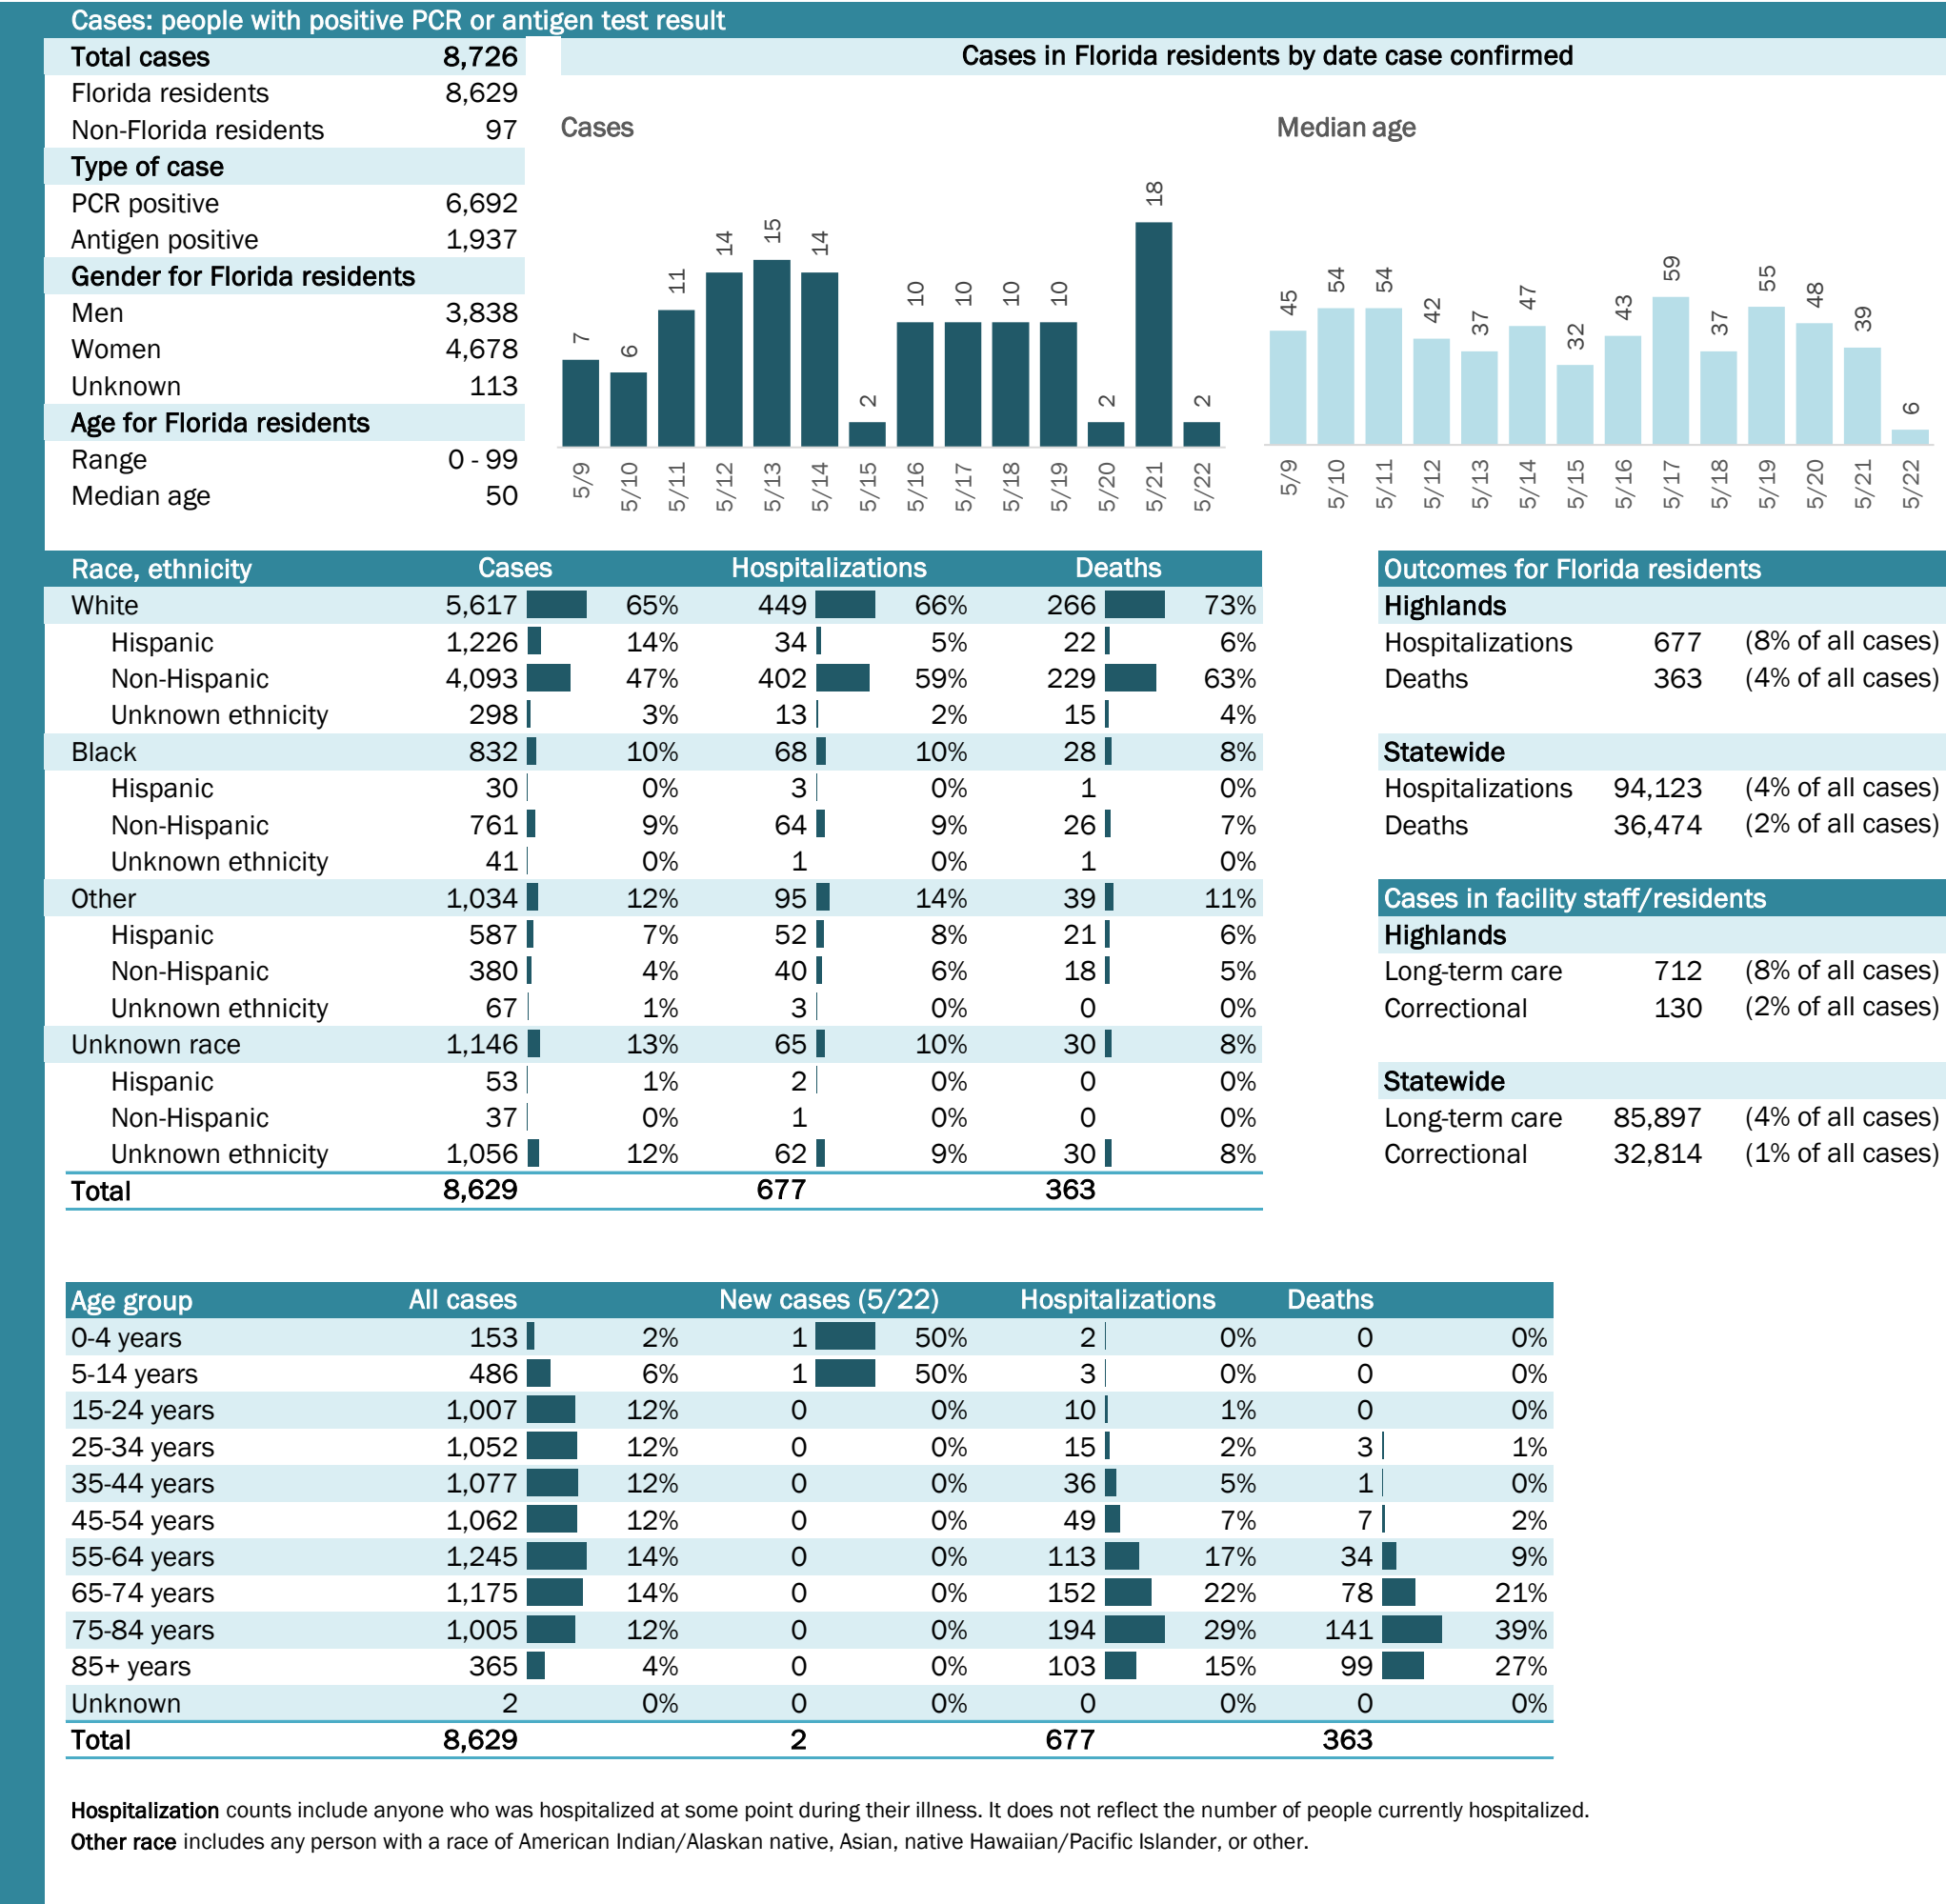 Cases: people with positive PCR or antigen test result
Total cases 8,726
Florida residents 8,629
Non-Florida residents 97
Type of case
PCR positive 6,692
Antigen positive 1,937
Gender for Florida residents
Men 3,838
Women 4,678
Unknown 113
Age for Florida residents
Range 0 - 99
Median age 50
Cases in Florida residents by date case confirmed
Cases
7 6 11 14 15 14 2 10 10 10 10 2 18 2
5/9 5/10 5/11 5/12 5/13 5/14 5/15 5/16 5/17 5/18 5/19 5/20 5/21 5/22
Median age
45 54 54 42 37 47 32 43 59 37 55 48 39 6
5/9 5/10 5/11 5/12 5/13 5/14 5/15 5/16 5/17 5/18 5/19 5/20 5/21 5/22
Race, ethnicity Cases Hospitalizations Deaths
White 5,617 65% 449 66% 266 73%
Hispanic 1,226 14% 34 5% 22 6%
Non-Hispanic 4,093 47% 402 59% 229 63%
Unknown ethnicity 298 3% 13 2% 15 4%
Black 832 10% 68 10% 28 8%
Hispanic 30 0% 3 0% 1 0%
Non-Hispanic 761 9% 64 9% 26 7%
Unknown ethnicity 41 0% 1 0% 1 0%
Other 1,034 12% 95 14% 39 11%
Hispanic 587 7% 52 8% 21 6%
Non-Hispanic 380 4% 40 6% 18 5%
Unknown ethnicity 67 1% 3 0% 0 0%
Unknown race 1,146 13% 65 10% 30 8%
Hispanic 53 1% 2 0% 0 0%
Non-Hispanic 37 0% 1 0% 0 0%
Unknown ethnicity 1,056 12% 62 9% 30 8%
Total 8,629 677 363
Outcomes for Florida residents
Highlands
Hospitalizations 677 (8% of all cases)
Deaths 363 (4% of all cases)
Statewide
Hospitalizations 94,123 (4% of all cases)
Deaths 36,474 (2% of all cases)
Cases in facility staff/residents
Highlands
Long-term care 712 (8% of all cases)
Correctional 130 (2% of all cases)
Statewide
Long-term care 85,897 (4% of all cases)
Correctional 32,814 (1% of all cases)
Age group All cases New cases (5/22) Hospitalizations Deaths
0-4 years 153 2% 1 50% 2 0% 0 0%
5-14 years 486 6% 1 50% 3 0% 0 0%
15-24 years 1,007 12% 0 0% 10 1% 0 0%
25-34 years 1,052 12% 0 0% 15 2% 3 1%
35-44 years 1,077 12% 0 0% 36 5% 1 0%
45-54 years 1,062 12% 0 0% 49 7% 7 2%
55-64 years 1,245 14% 0 0% 113 17% 34 9%
65-74 years 1,175 14% 0 0% 152 22% 78 21%
75-84 years 1,005 12% 0 0% 194 29% 141 39%
85+ years 365 4% 0 0% 103 15% 99 27%
Unknown 2 0% 0 0% 0 0% 0 0%
Total 8,629 2 677 363
Hospitalization counts include anyone who was hospitalized at some point during their illness. It does not reflect the number of people currently hospitalized.
Other race includes any person with a race of American Indian/Alaskan native, Asian, native Hawaiian/Pacific Islander, or other.